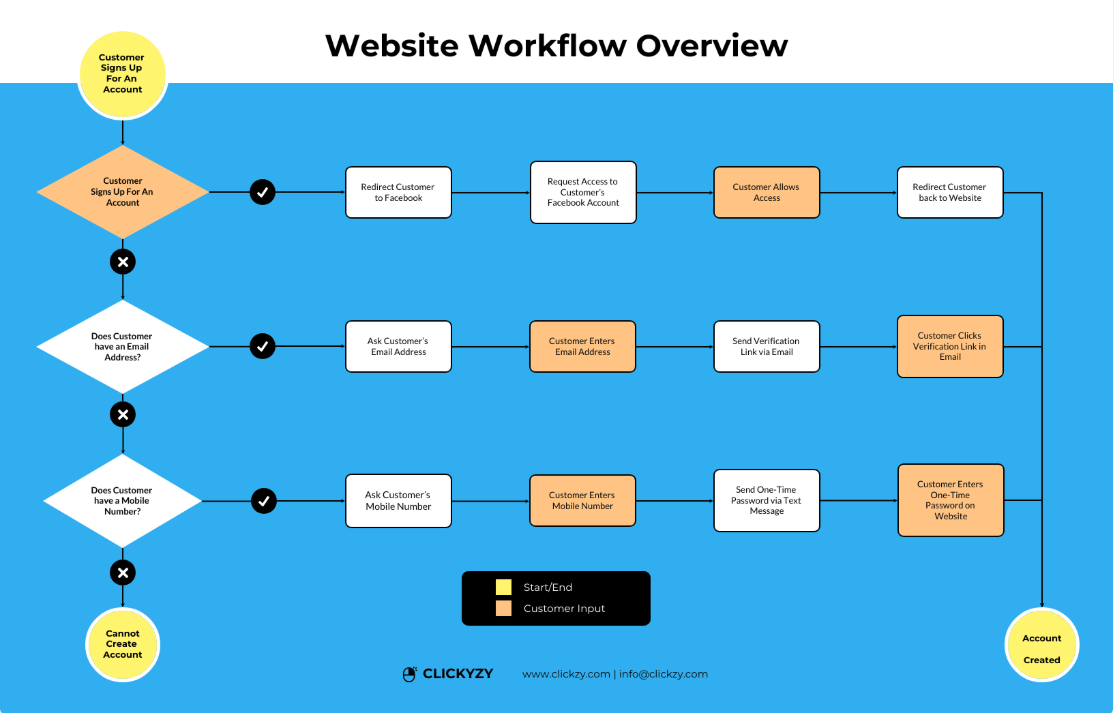 Website Workflow Overview
Customer
Signs Up
For An
Account
Customer
Signs Up For An
Account
Redirect Customer
to Facebook
Request Access to
Customer's
Facebook Account
Customer Allows
Access
Redirect Customer
back to Website
Does Customer
have an Email
Address?
Ask Customer's
Email Address
Customer Enters
Email Address
Send Verification
Link via Email
Customer Clicks
Verification Link in
Email
Does Customer
have a Mobile
Number?
Ask Customer's
Mobile Number
Customer Enters
Mobile Number
Send One-Time
Password via Text
Message
Customer Enters
One-Time
Password on
Website
Start/End
Customer Input
Cannot
Create
Account
Account
Created
CLICKYZY
www.clickzy.com | info@clickzy.com